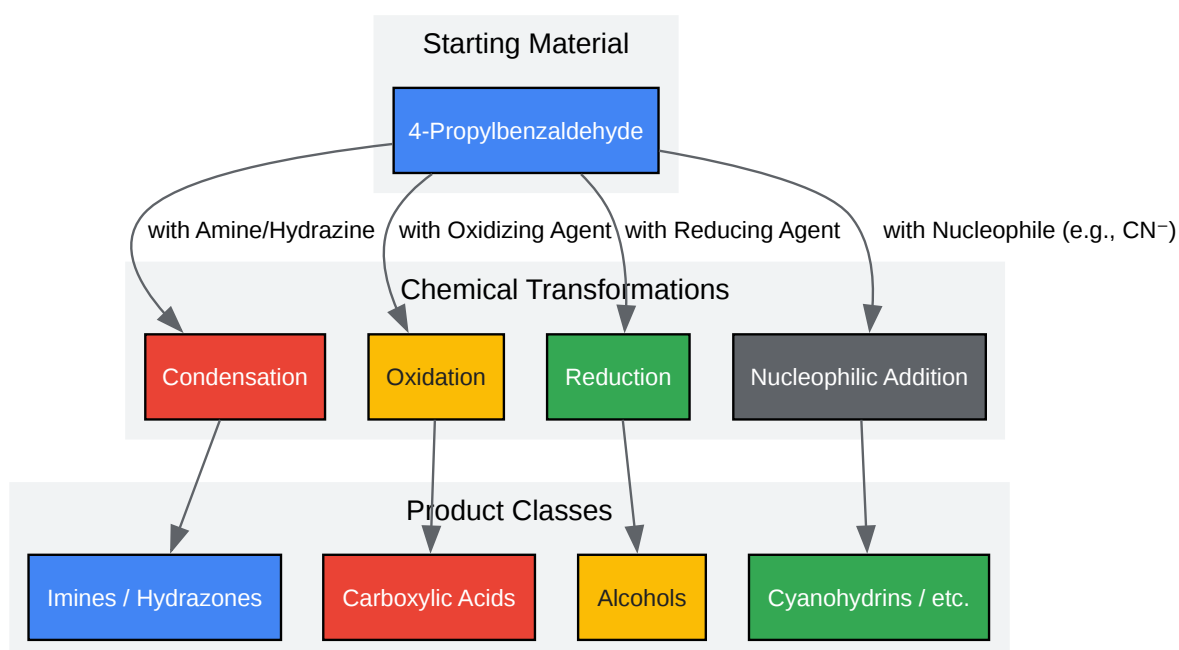 Starting Material
4-Propylbenzaldehyde
with Amine/Hydrazine
with Oxidizing Agent
with Reducing Agent
with Nucleophile (e.g., CN⁻)
Chemical Transformations
Condensation
Oxidation
Reduction
Nucleophilic Addition
Product Classes
Imines / Hydrazones
Carboxylic Acids
Alcohols
Cyanohydrins / etc.